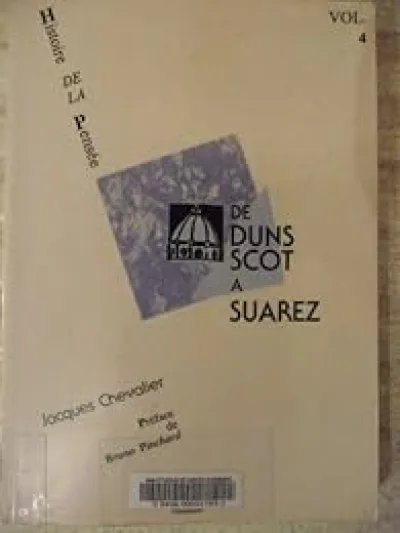 Histoire
DE
LA
Pensée
VOL.
4
DE
DUNS
SCOT
A
SUAREZ
Jacques Chevalier
Préface
de
Bruno Pinchard